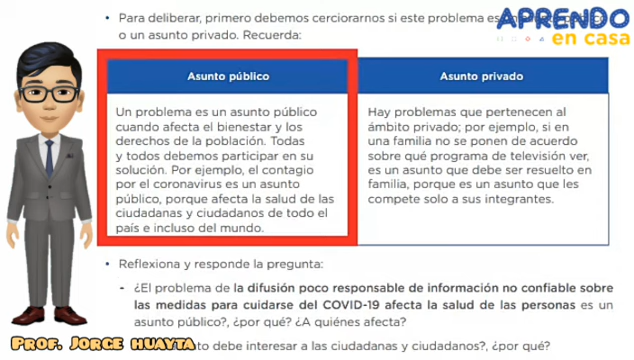 APRENDO
en casa
• Para deliberar, primero debemos cerciorarnos si este problema es un público
o un asunto privado. Recuerda:
Asunto público
Un problema es un asunto público
cuando afecta el bienestar y los
derechos de la población. Todas
y todos debemos participar en su
solución. Por ejemplo, el contagio
por el coronavirus es un asunto
público, porque afecta la salud de las
ciudadanas y ciudadanos de todo el
país e incluso del mundo.
Asunto privado
Hay problemas que pertenecen al
ámbito privado; por ejemplo, si en
una familia no se ponen de acuerdo
sobre qué programa de televisión ver,
es un asunto que debe ser resuelto en
familia, porque es un asunto que les
compete solo a sus integrantes.
• Reflexiona y responde la pregunta:
- ¿El problema de la difusión poco responsable de información no confiable sobre
las medidas para cuidarse del COVID-19 afecta la salud de las personas es un
asunto público?, ¿por qué? ¿A quiénes afecta?
debe interesar a las ciudadanas y ciudadanos?, ¿por qué?
PROF. JORGE HUAYTA